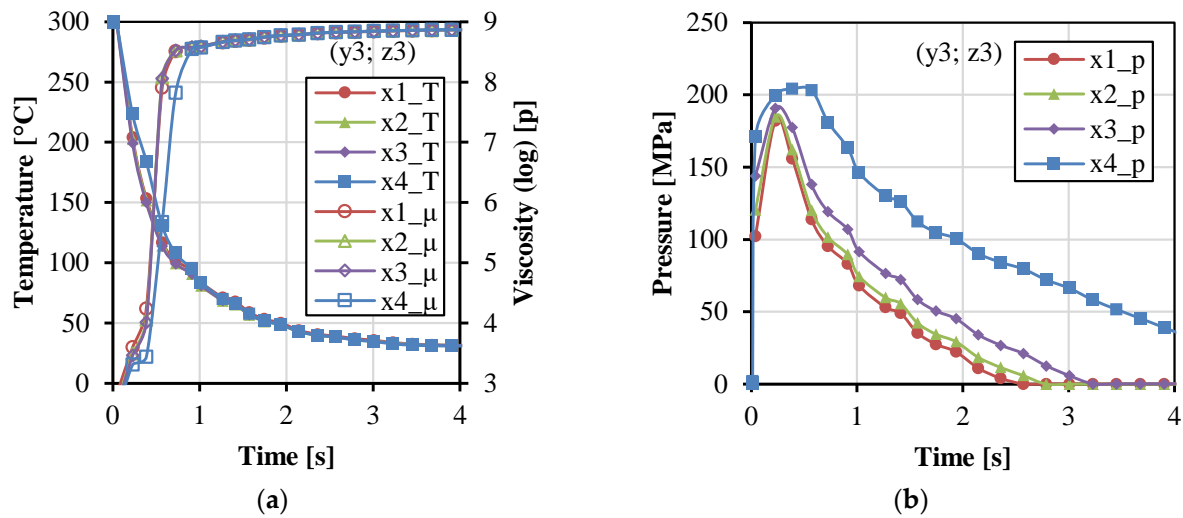 300
250
200
150
100
50
0
Temperature [°C]
0
1
2
3
4
Time [s]
9
8
7
6
5
4
3
Viscosity (log) [p]
(y3; z3)
x1_T
x2_T
x3_T
x4_T
x1_μ
x2_μ
x3_μ
x4_μ
(a)
250
200
150
100
50
0
Pressure [MPa]
0
1
2
3
4
Time [s]
(y3; z3)
x1_p
x2_p
x3_p
x4_p
(b)